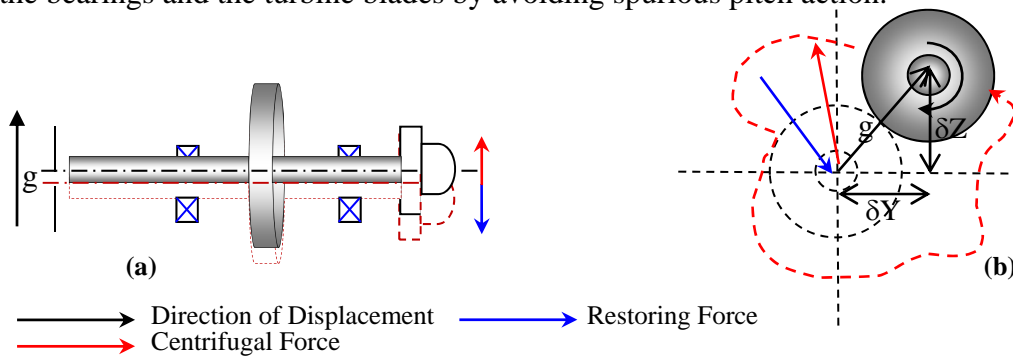 the bearings and the turbine blades by avoiding spurious pitch action.
g
(a)
g
δZ
δY
(b)
Direction of Displacement
Restoring Force
Centrifugal Force